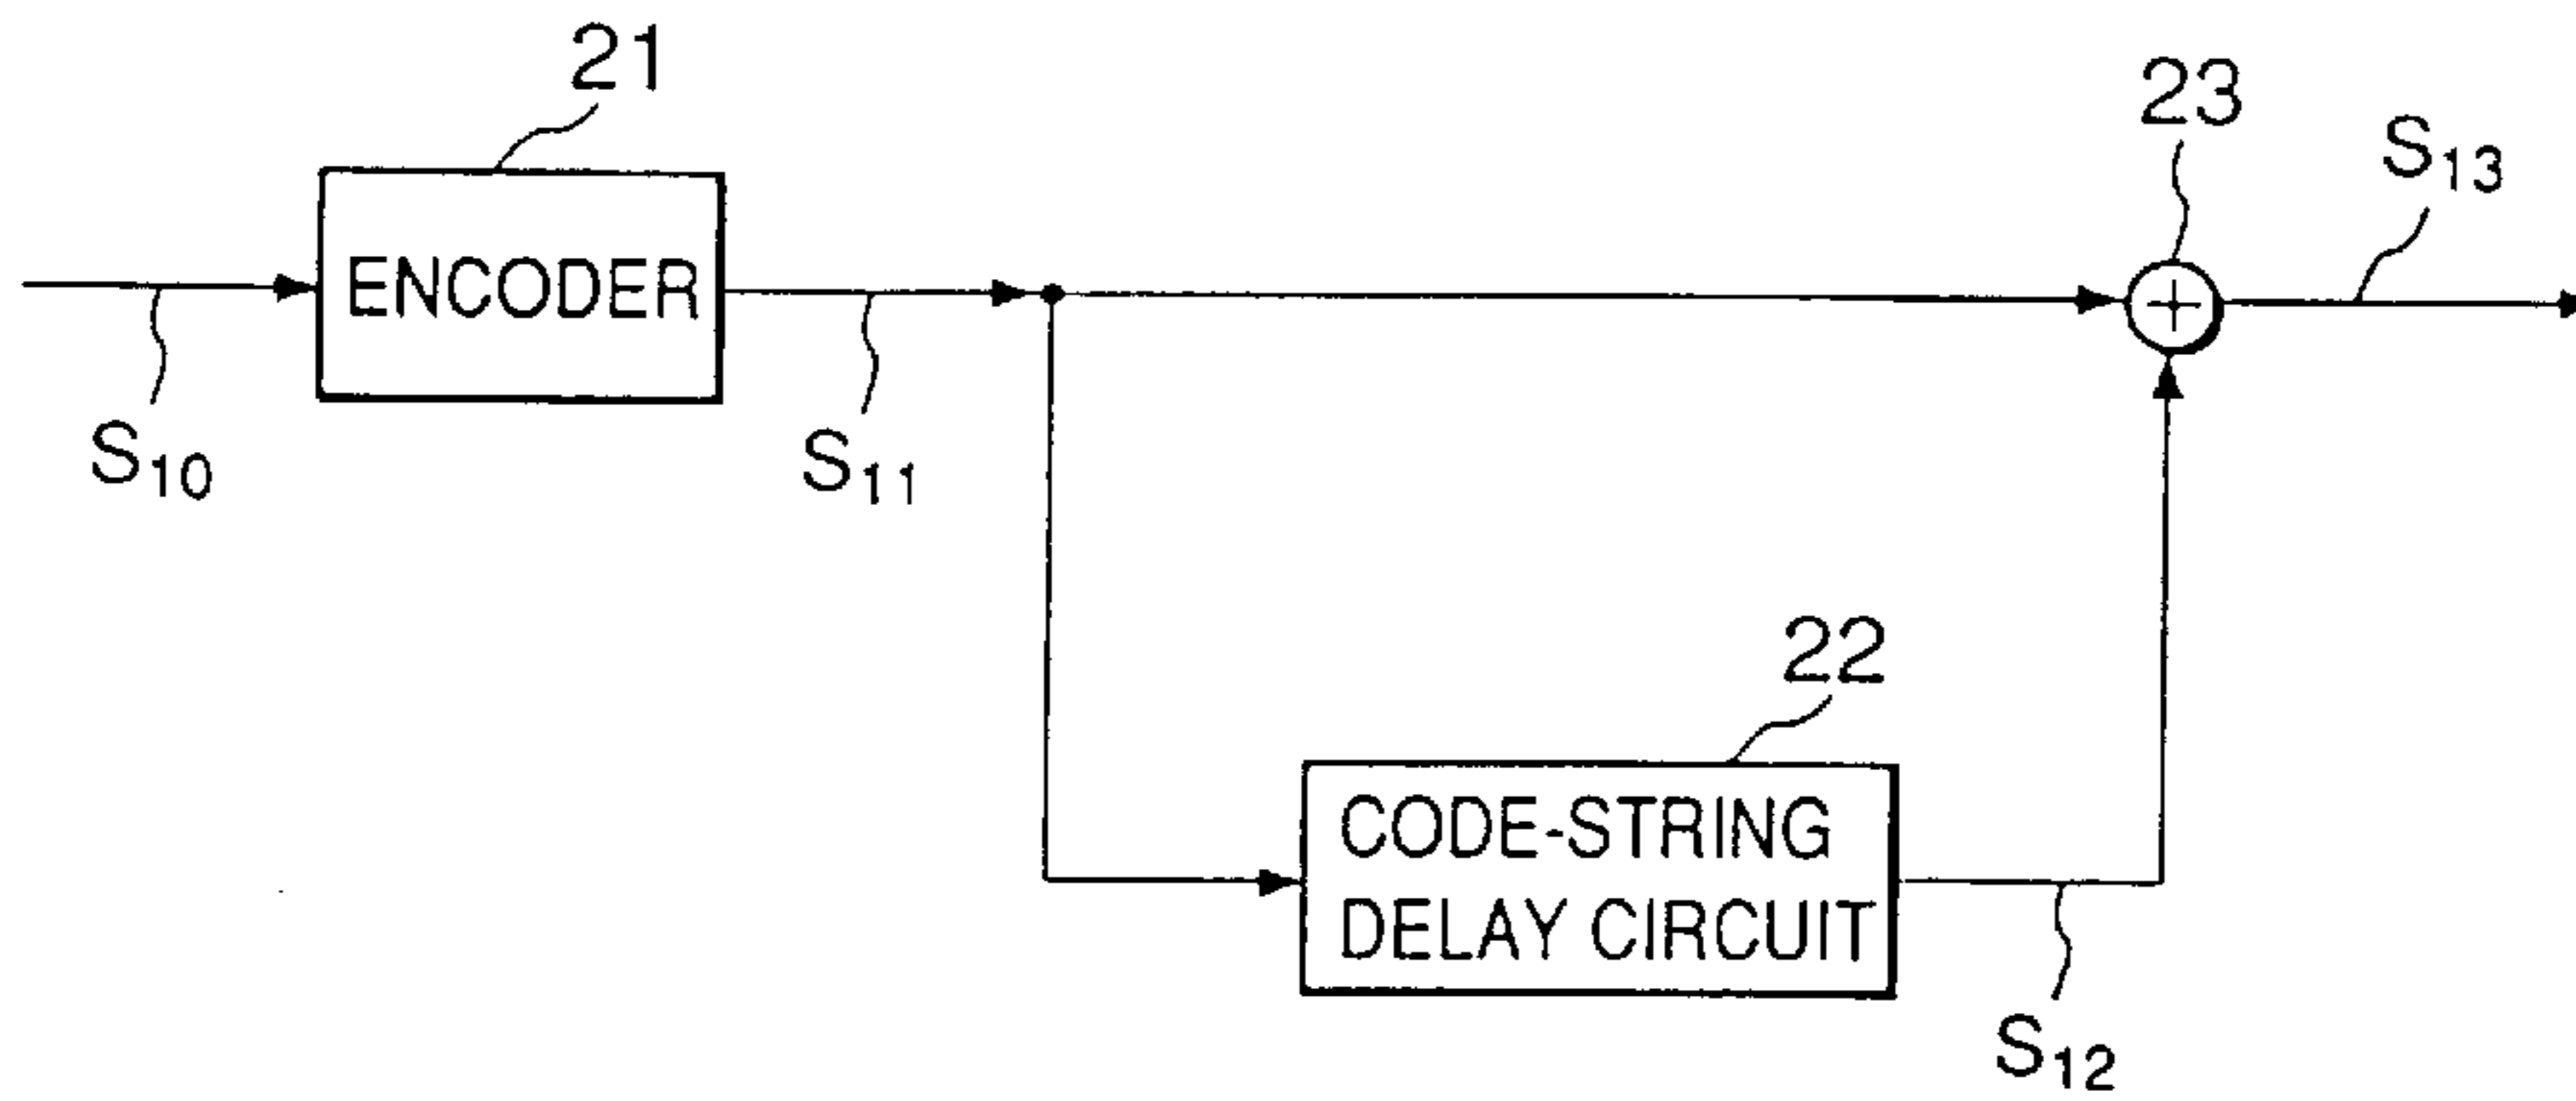 21
23
S13
ENCODER
S10
S11
22
CODE-STRING
DELAY CIRCUIT
S12